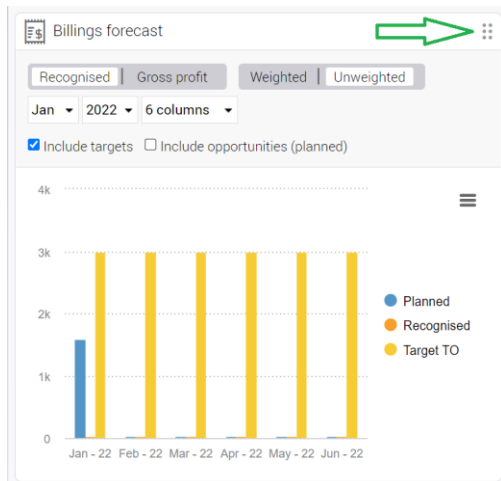 Billings forecast
Recognised | Gross profit Weighted | Unweighted
Jan 2022 6 columns
Include targets Include opportunities (planned)
4k
3k
2k
1k
0
Jan - 22 Feb - 22 Mar - 22 Apr - 22 May - 22 Jun - 22
Planned
Recognised
Target TO